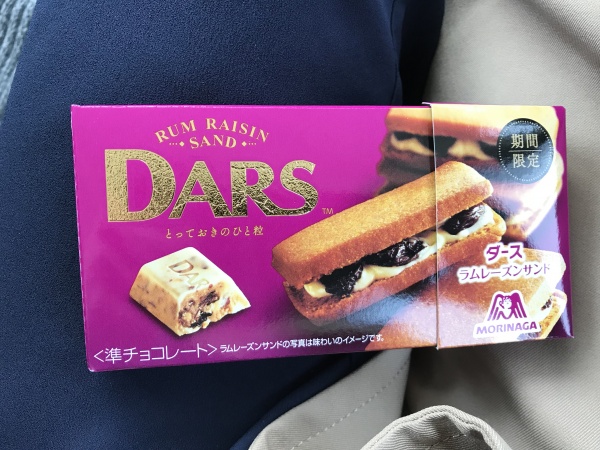 RUM RAISIN
SAND
DARS™
とっておきのひと粒
DARS
<準チョコレート>ラムレーズンサンドの写真は味わいのイメージです。
期間
限定
ダース
ラムレーズンサンド
MORINAGA